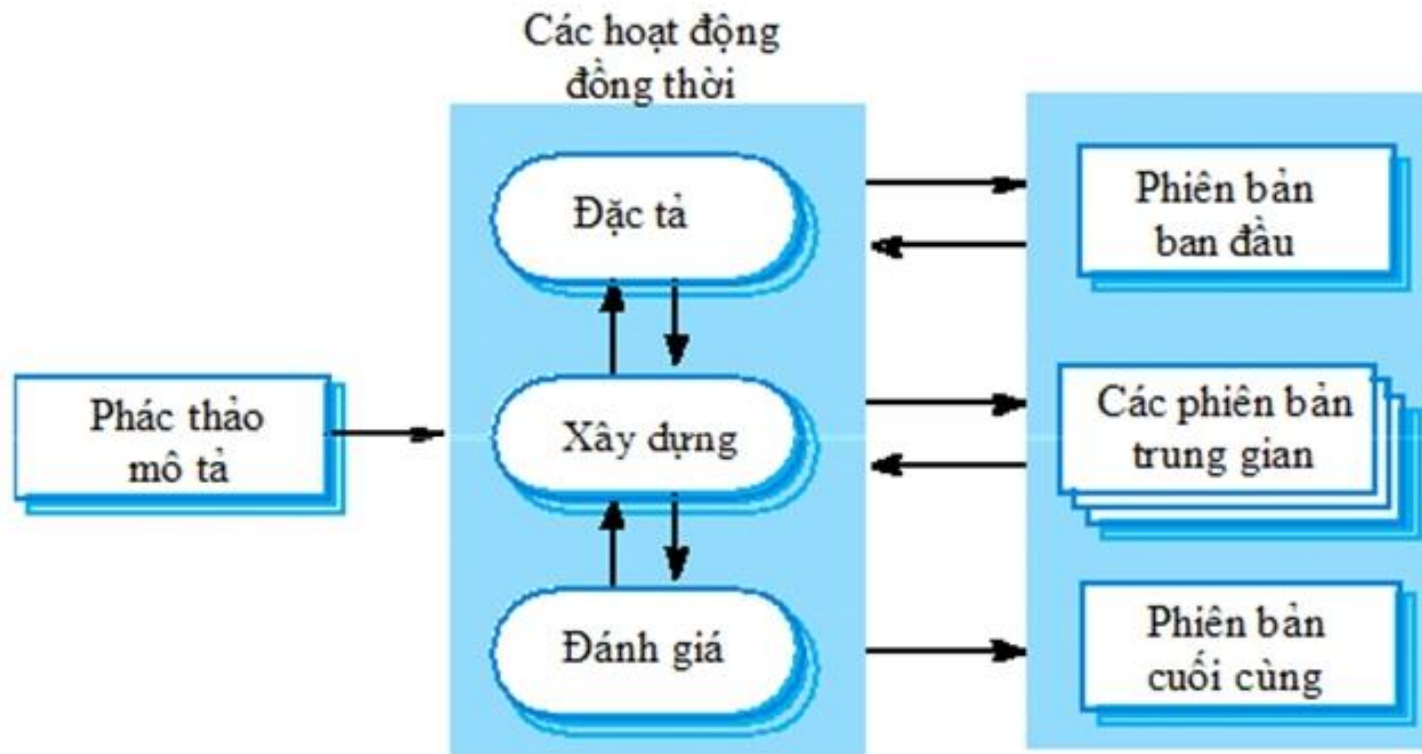 Các hoạt động
đồng thời
Đặc tả
Phiên bản
ban đầu
Phác thảo
mô tả
Xây dựng
Các phiên bản
trung gian
Đánh giá
Phiên bản
cuối cùng